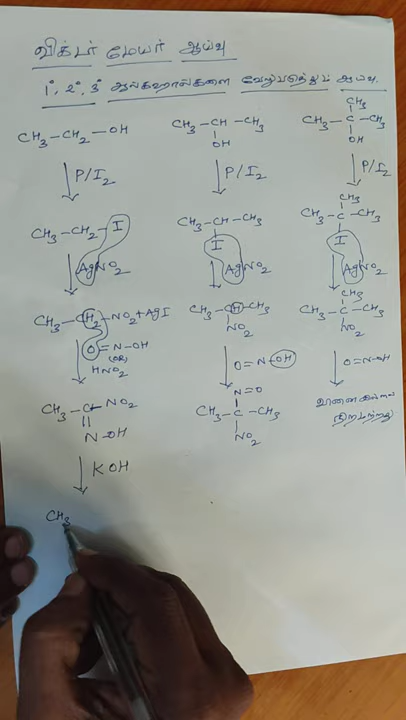 விக்டர் மேயர் ஆய்வு
1°, 2°, 3° ஆல்கஹால்களை வேறுபடுத்தும் ஆய்வு.
CH₃-CH₂-OH
P/I₂
CH₃-CH₂-I
AgNO₂
CH₃-CH₂-NO₂+AgI
O=N-OH
(OR)
HNO₂
CH₃-C-NO₂
||
N-OH
KOH
CH₃
CH₃-CH-CH₃
OH
P/I₂
CH₃-CH-CH₃
I
AgNO₂
CH₃-CH-CH₃
NO₂
O=N-OH
N=O
CH₃-C-CH₃
NO₂
CH₃
CH₃-C-CH₃
OH
P/I₂
CH₃
CH₃-C-CH₃
I
AgNO₂
CH₃
CH₃-C-CH₃
NO₂
O=N-OH
நிறமற்றது